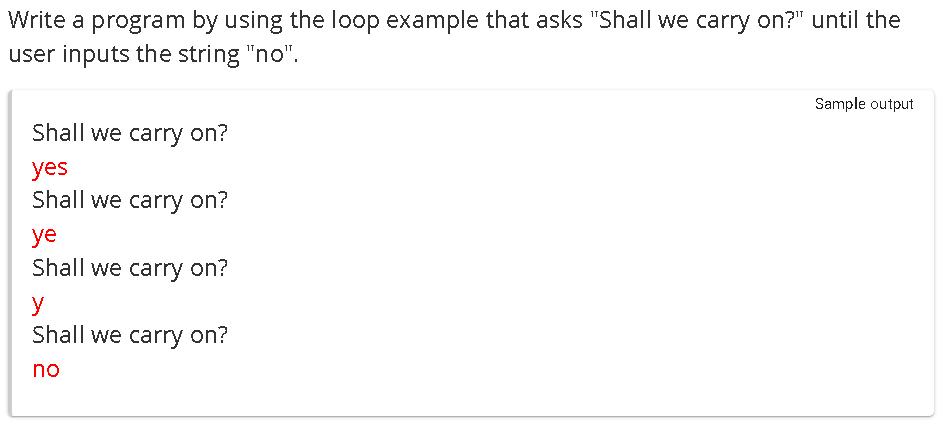 Write a program by using the loop example that asks "Shall we carry on?" until the
user inputs the string "no".
Sample output
Shall we carry on?
yes
Shall we carry on?
ye
Shall we carry on?
y
Shall we carry on?
no